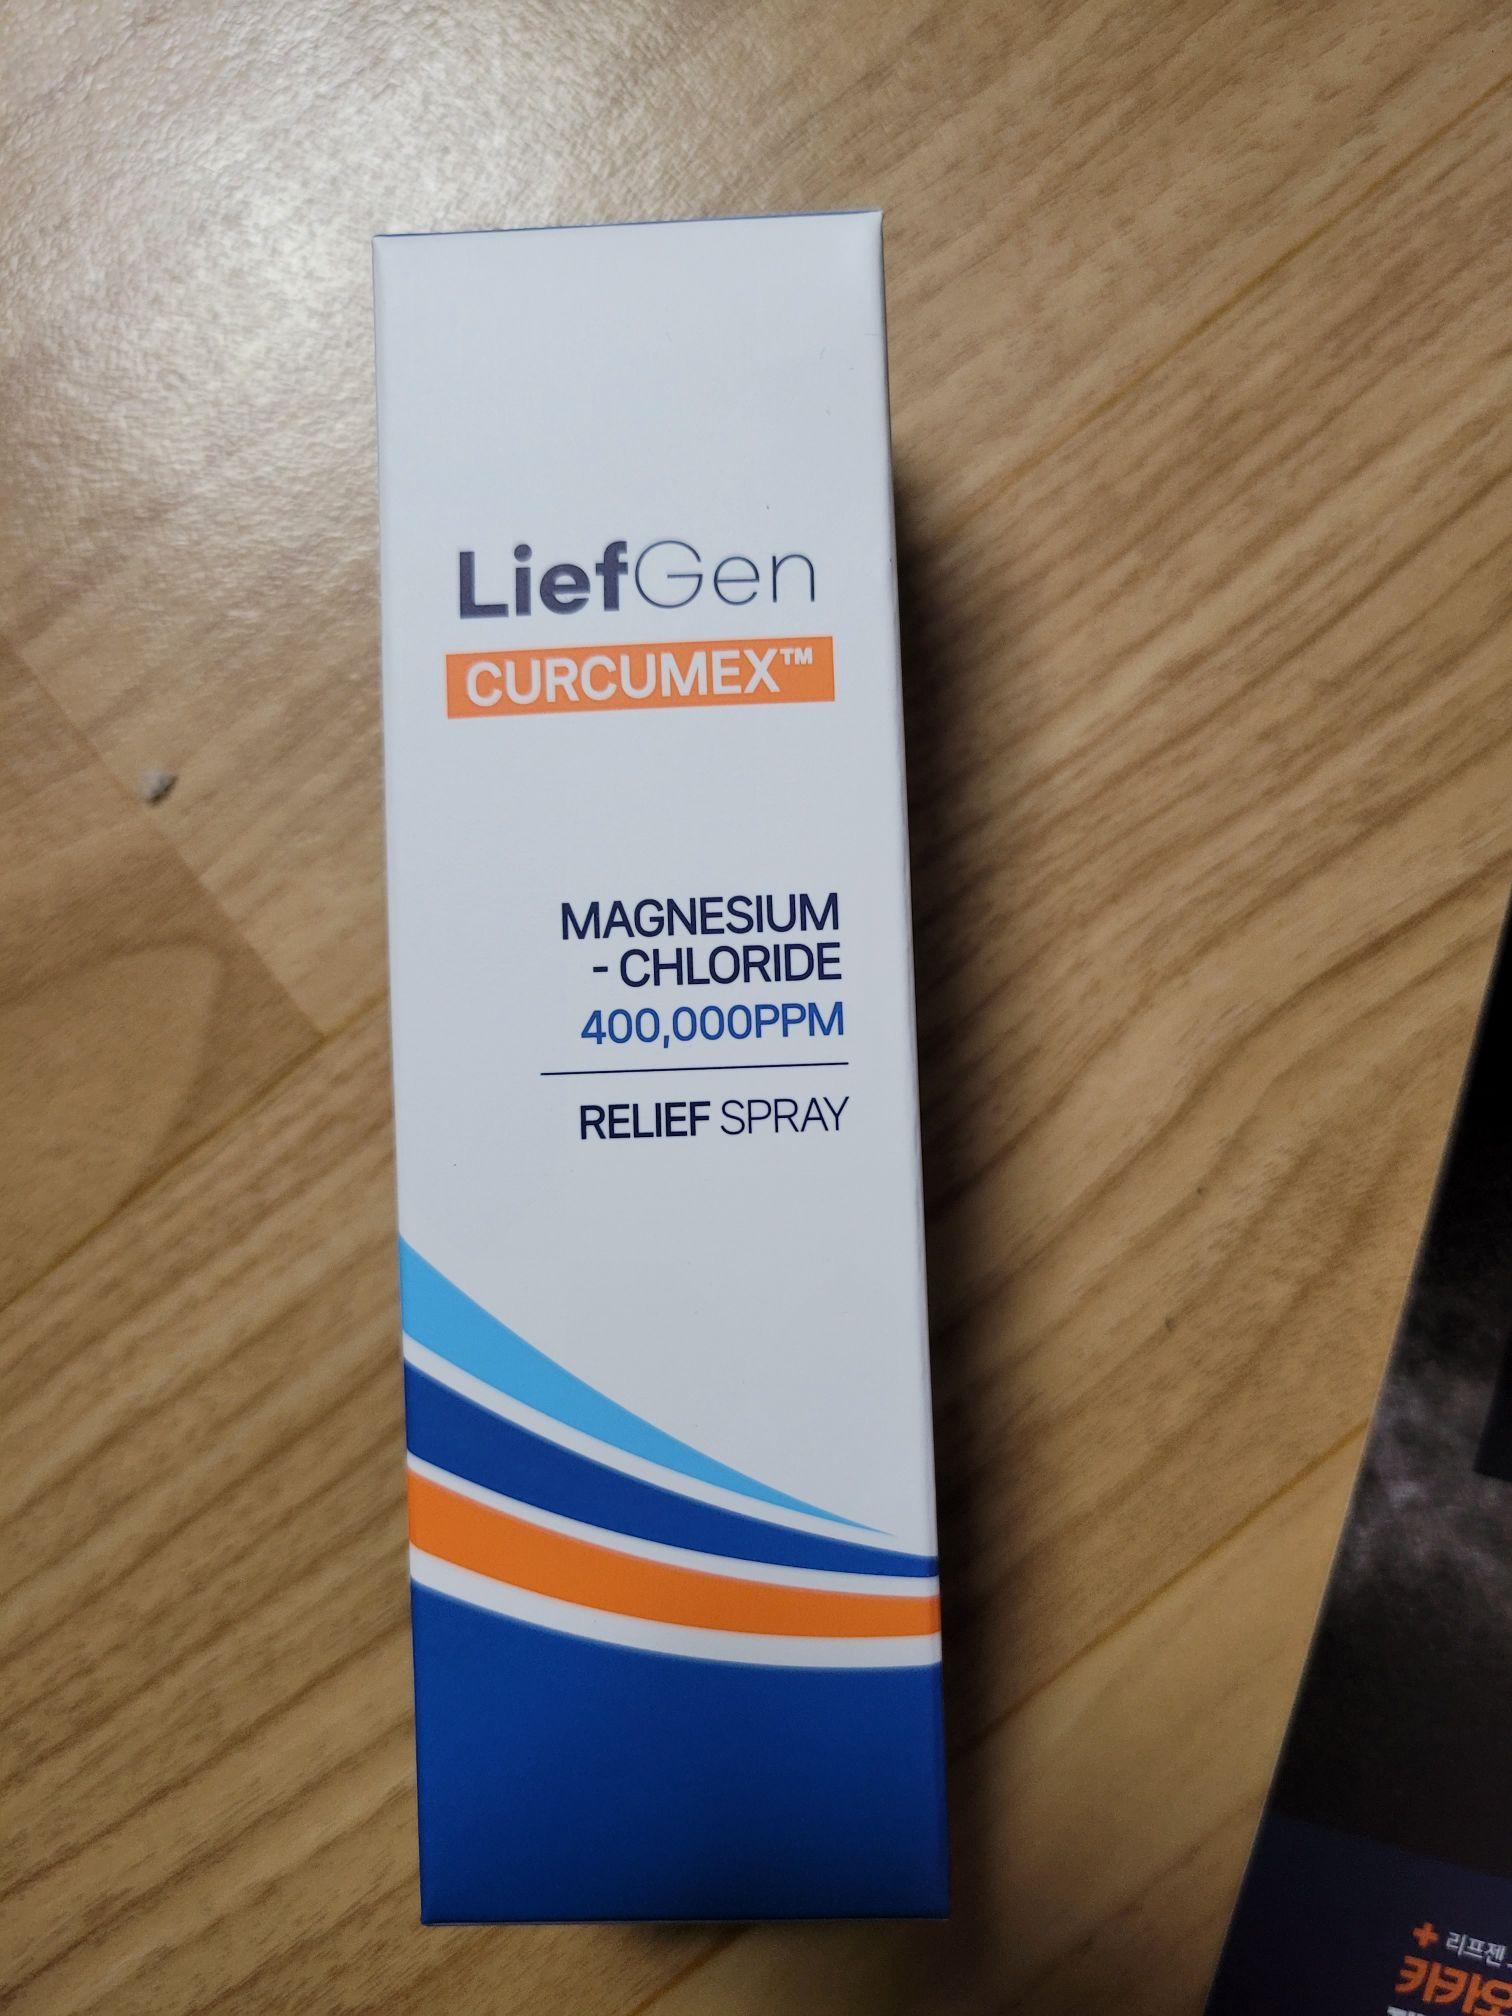 LiefGen
CURCUMEX™
MAGNESIUM
- CHLORIDE
400,000PPM
RELIEF SPRAY
리프젠